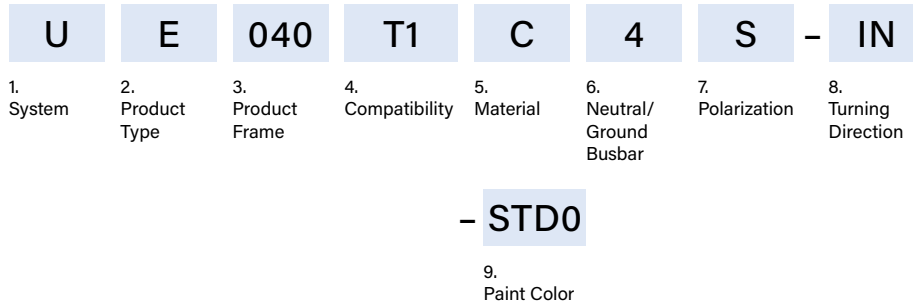 U E 040 T1 C 4 S – IN
1. System
2. Product Type
3. Product Frame
4. Compatibility
5. Material
6. Neutral/ Ground Busbar
7. Polarization
8. Turning Direction
– STD0
9. Paint Color